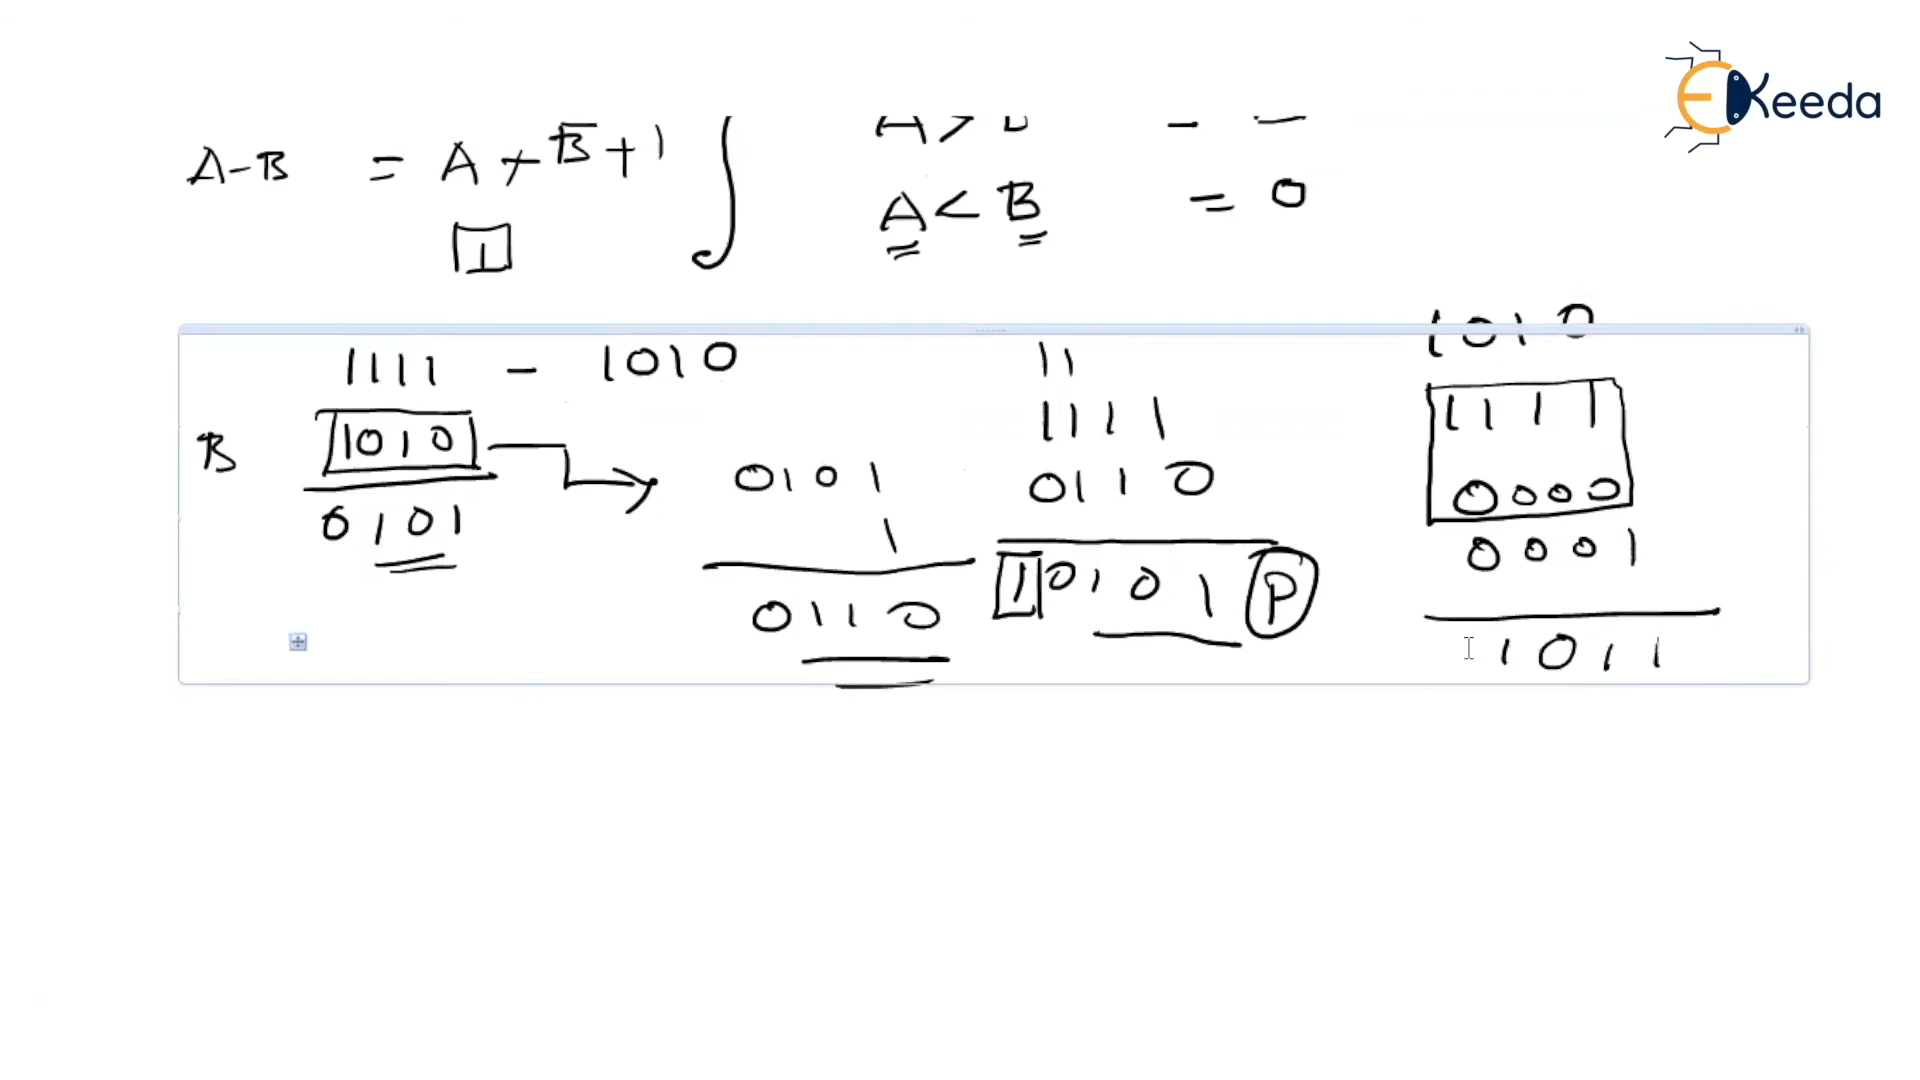 EKeeda
A-B = A + B̅ + 1
A > B -
A < B = 0
1
1010
1111 - 1010
11
B
1010
0101
0101
1
0110
1111
0110
10101 P
1111
0000
0001
1011